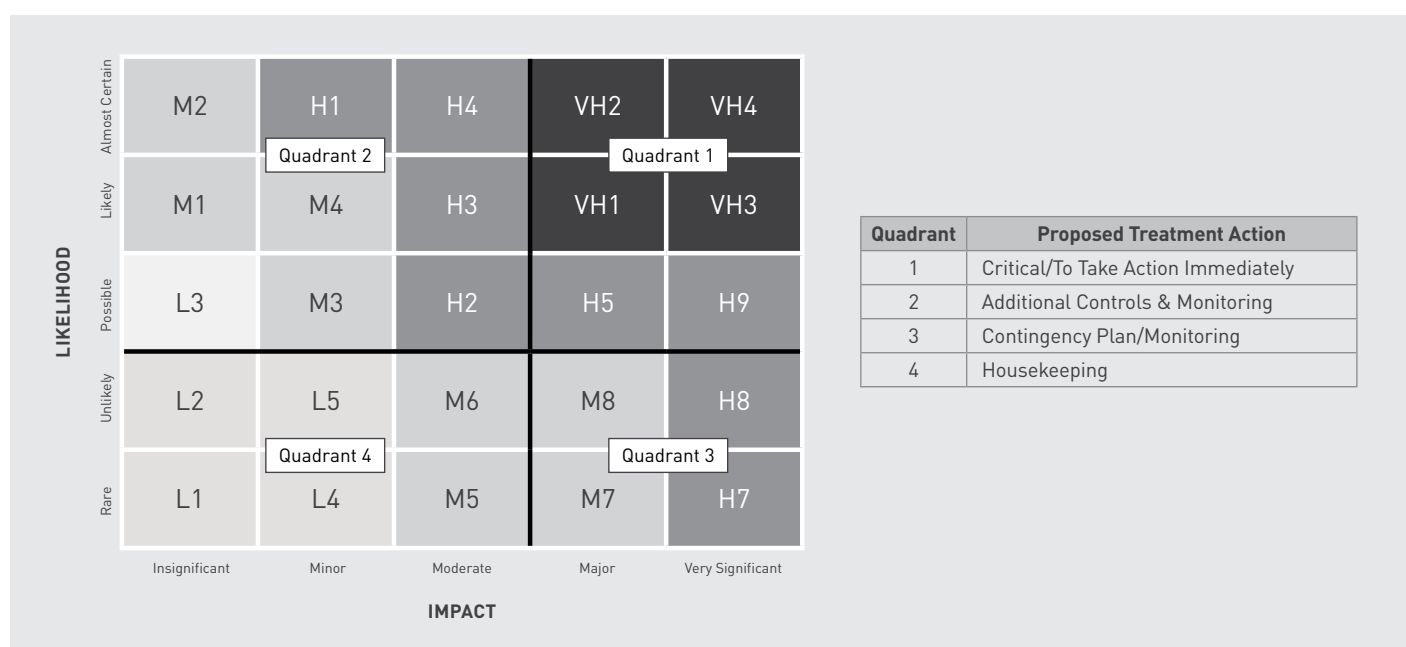 LIKELIHOOD
Almost Certain
M2 H1 H4 VH2 VH4
Quadrant 2 Quadrant 1
Likely
M1 M4 H3 VH1 VH3
Possible
L3 M3 H2 H5 H9
Unlikely
L2 L5 M6 M8 H8
Quadrant 4 Quadrant 3
Rare
L1 L4 M5 M7 H7
Insignificant Minor Moderate Major Very Significant
IMPACT
Quadrant Proposed Treatment Action
1 Critical/To Take Action Immediately
2 Additional Controls & Monitoring
3 Contingency Plan/Monitoring
4 Housekeeping